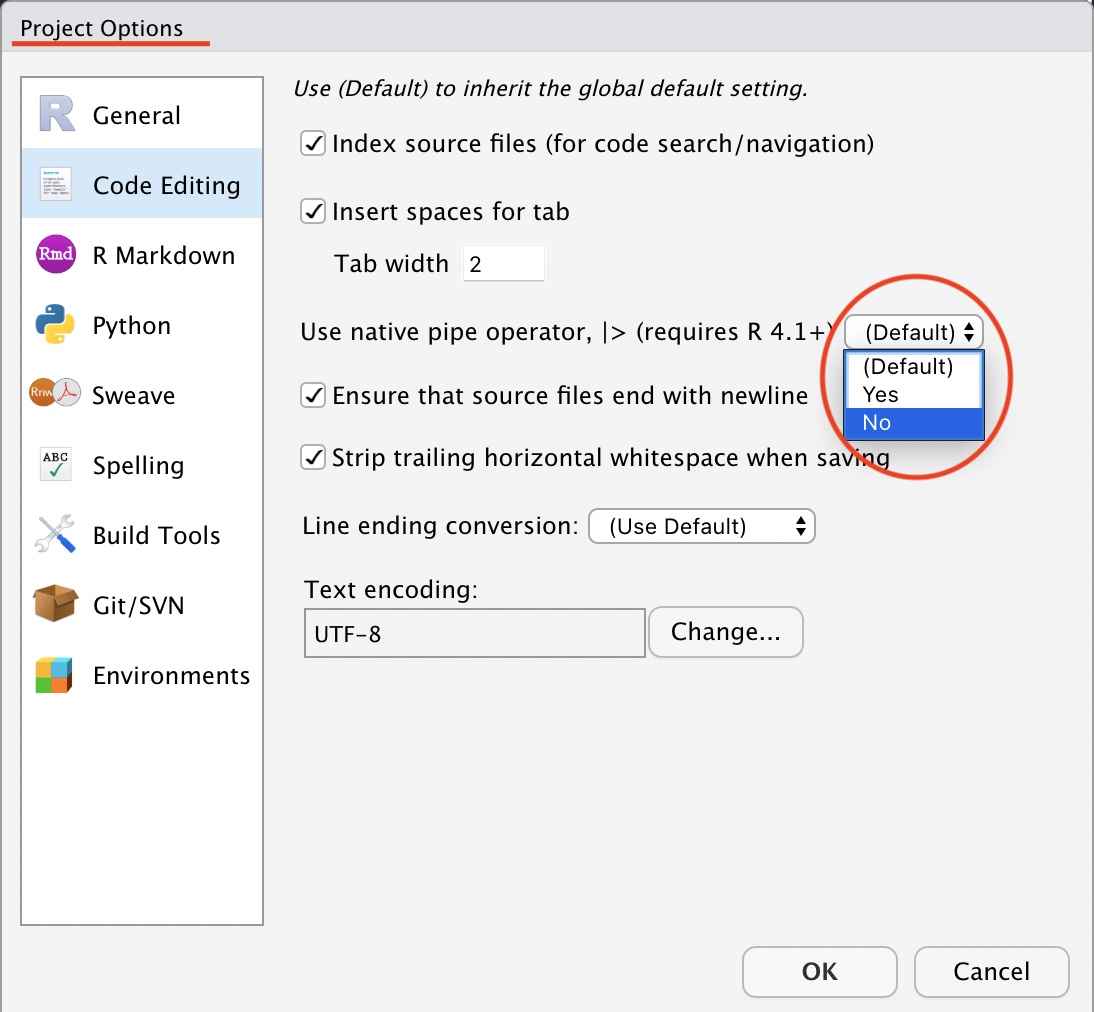 Project Options
General
Code Editing
Rmd R Markdown
Python
Rnw Sweave
ABC Spelling
Build Tools
Git/SVN
Environments
Use (Default) to inherit the global default setting.
Index source files (for code search/navigation)
Insert spaces for tab
Tab width 2
Use native pipe operator, |> (requires R 4.1+) (Default)
(Default)
Yes
No
Ensure that source files end with newline
Strip trailing horizontal whitespace when saving
Line ending conversion: (Use Default)
Text encoding:
UTF-8 Change...
OK Cancel